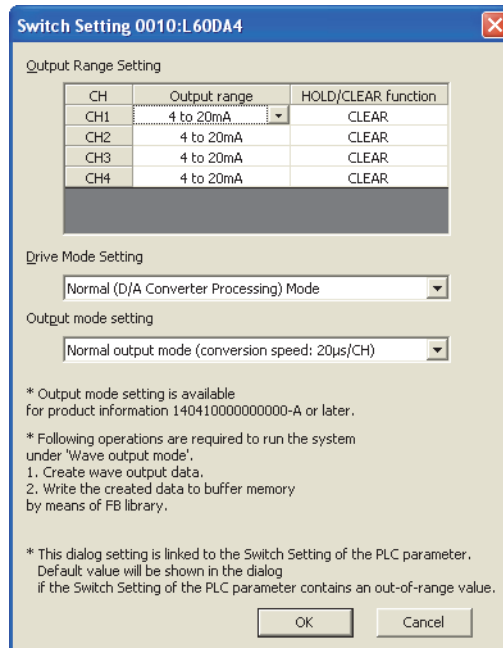 Switch Setting 0010:L60DA4
Output Range Setting
CH Output range HOLD/CLEAR function
CH1 4 to 20mA CLEAR
CH2 4 to 20mA CLEAR
CH3 4 to 20mA CLEAR
CH4 4 to 20mA CLEAR
Drive Mode Setting
Normal (D/A Converter Processing) Mode
Output mode setting
Normal output mode (conversion speed: 20µs/CH)
* Output mode setting is available
for product information 140410000000000-A or later.
* Following operations are required to run the system
under 'Wave output mode'.
1. Create wave output data.
2. Write the created data to buffer memory
by means of FB library.
* This dialog setting is linked to the Switch Setting of the PLC parameter.
Default value will be shown in the dialog
if the Switch Setting of the PLC parameter contains an out-of-range value.
OK Cancel